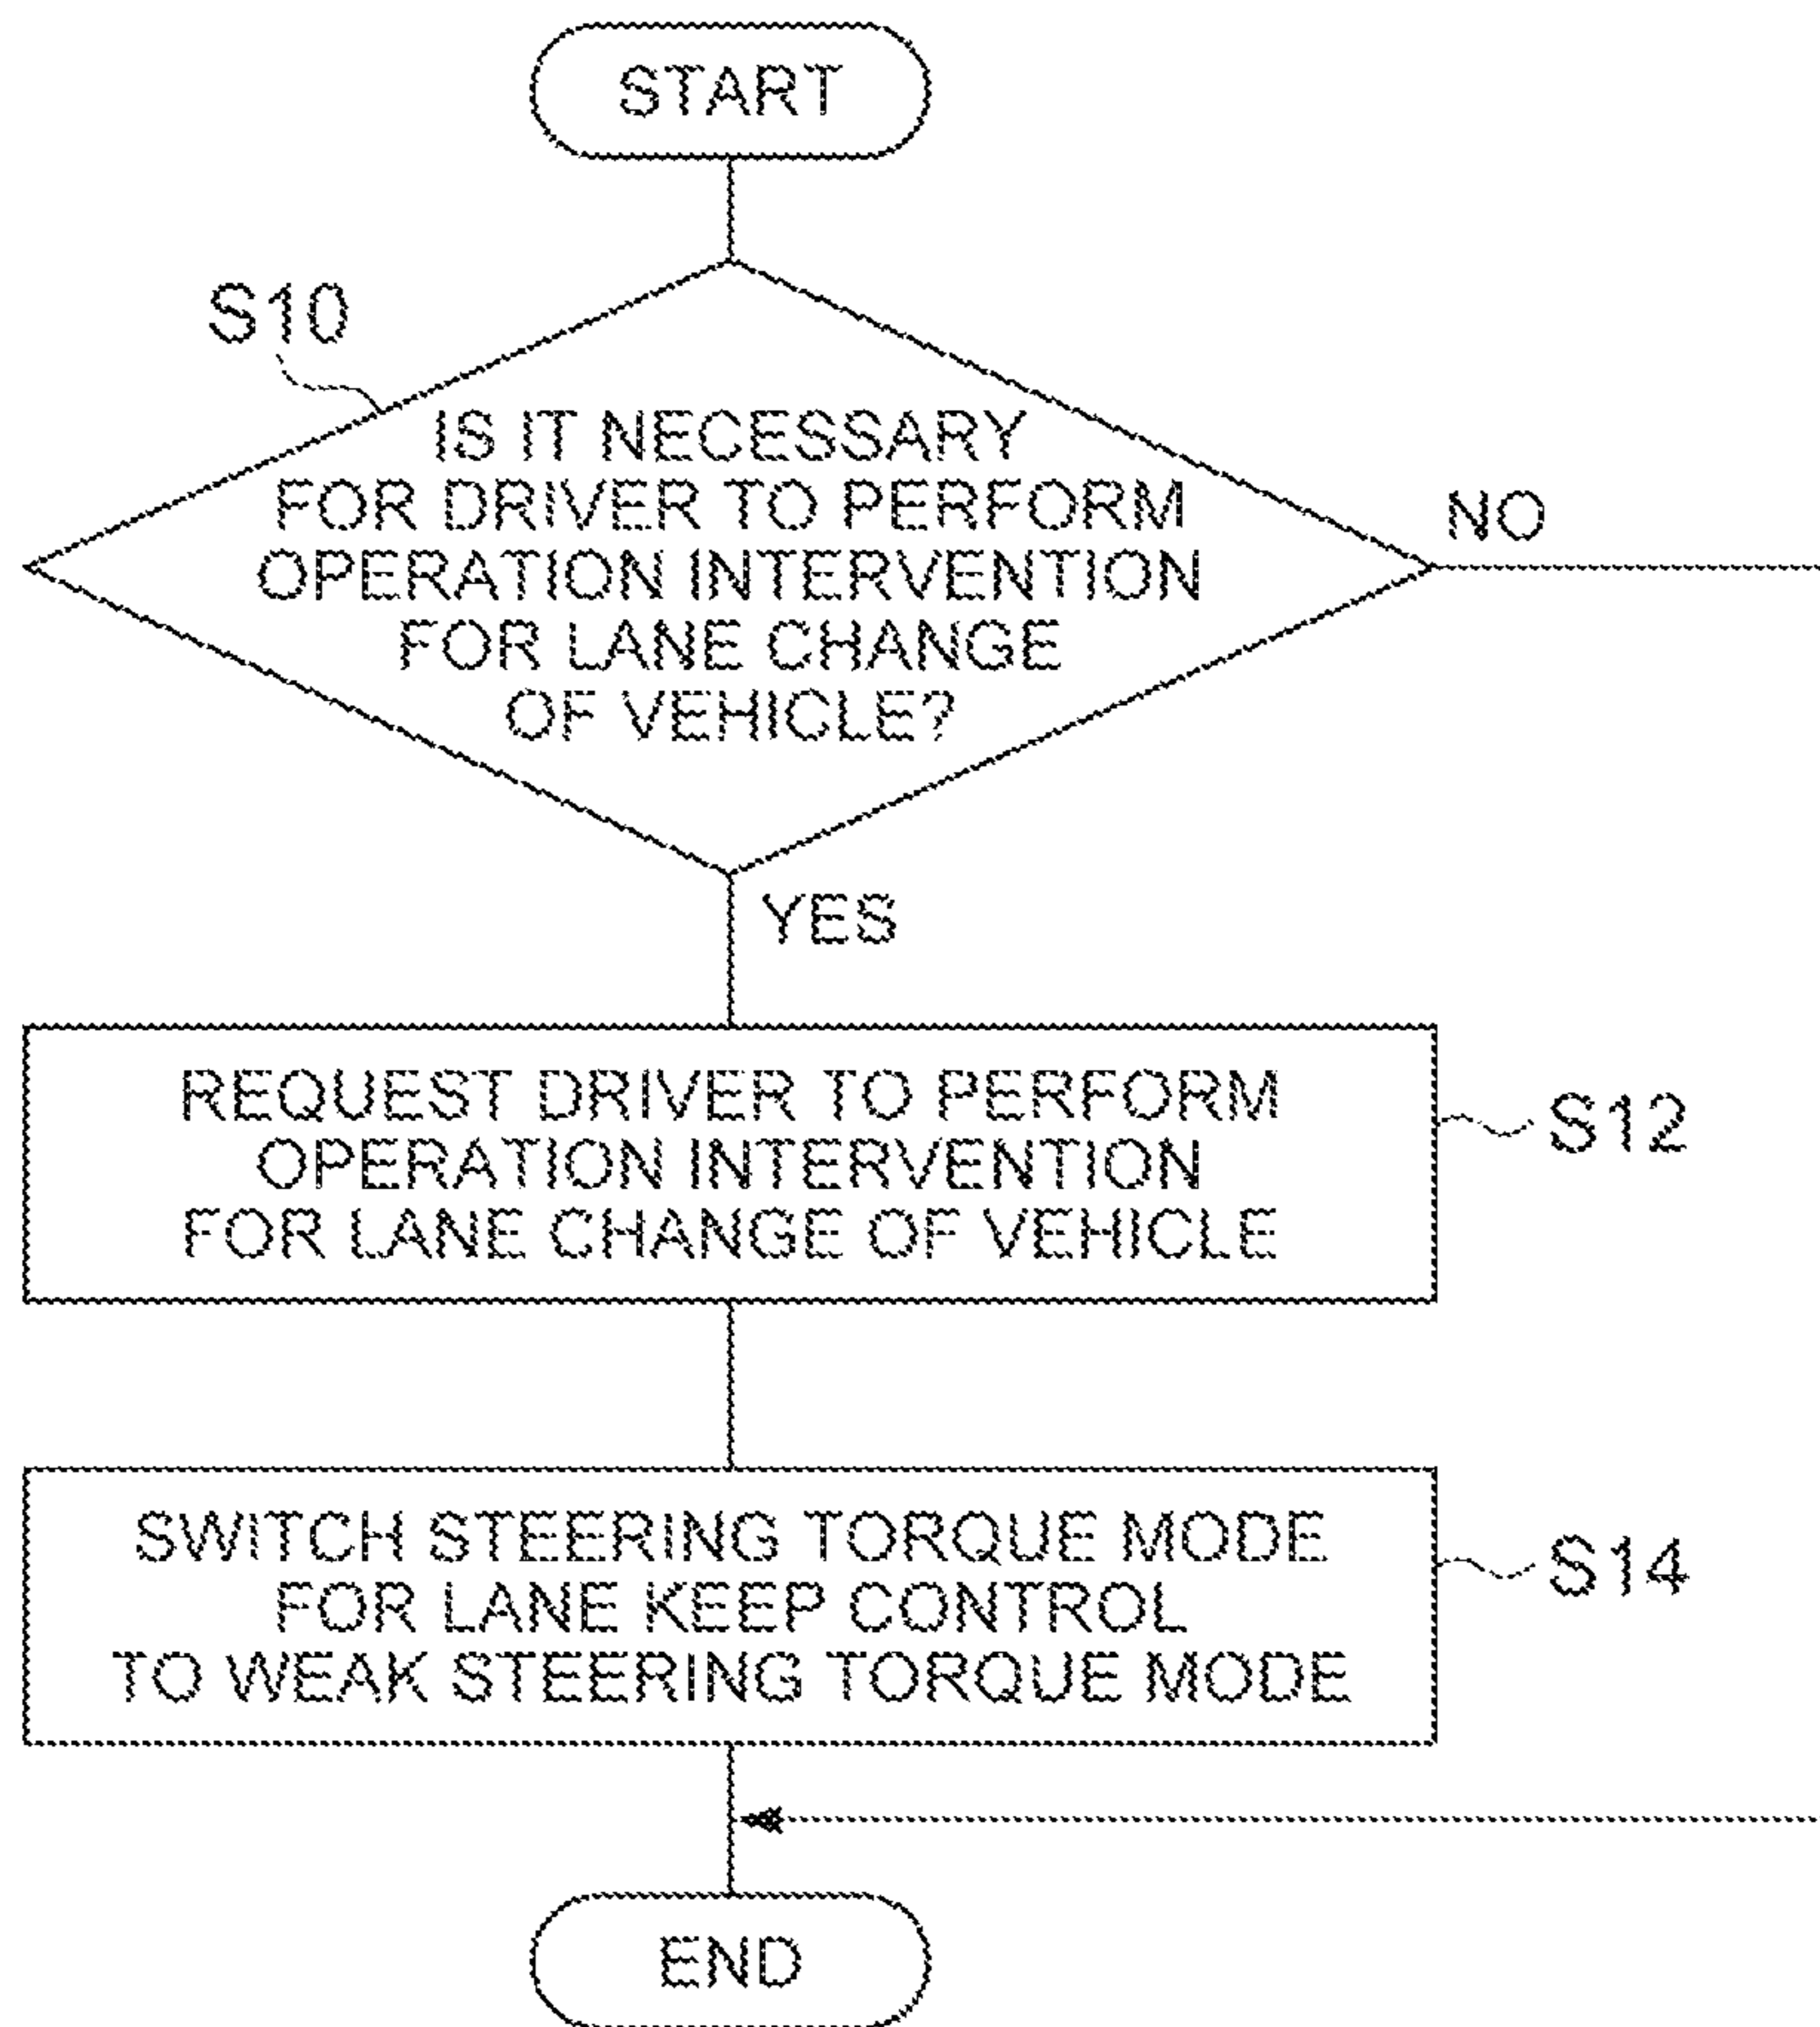 START
S10
IS IT NECESSARY
FOR DRIVER TO PERFORM
OPERATION INTERVENTION
FOR LANE CHANGE
OF VEHICLE?
NO
YES
REQUEST DRIVER TO PERFORM
OPERATION INTERVENTION
FOR LANE CHANGE OF VEHICLE
S12
SWITCH STEERING TORQUE MODE
FOR LANE KEEP CONTROL
TO WEAK STEERING TORQUE MODE
S14
END